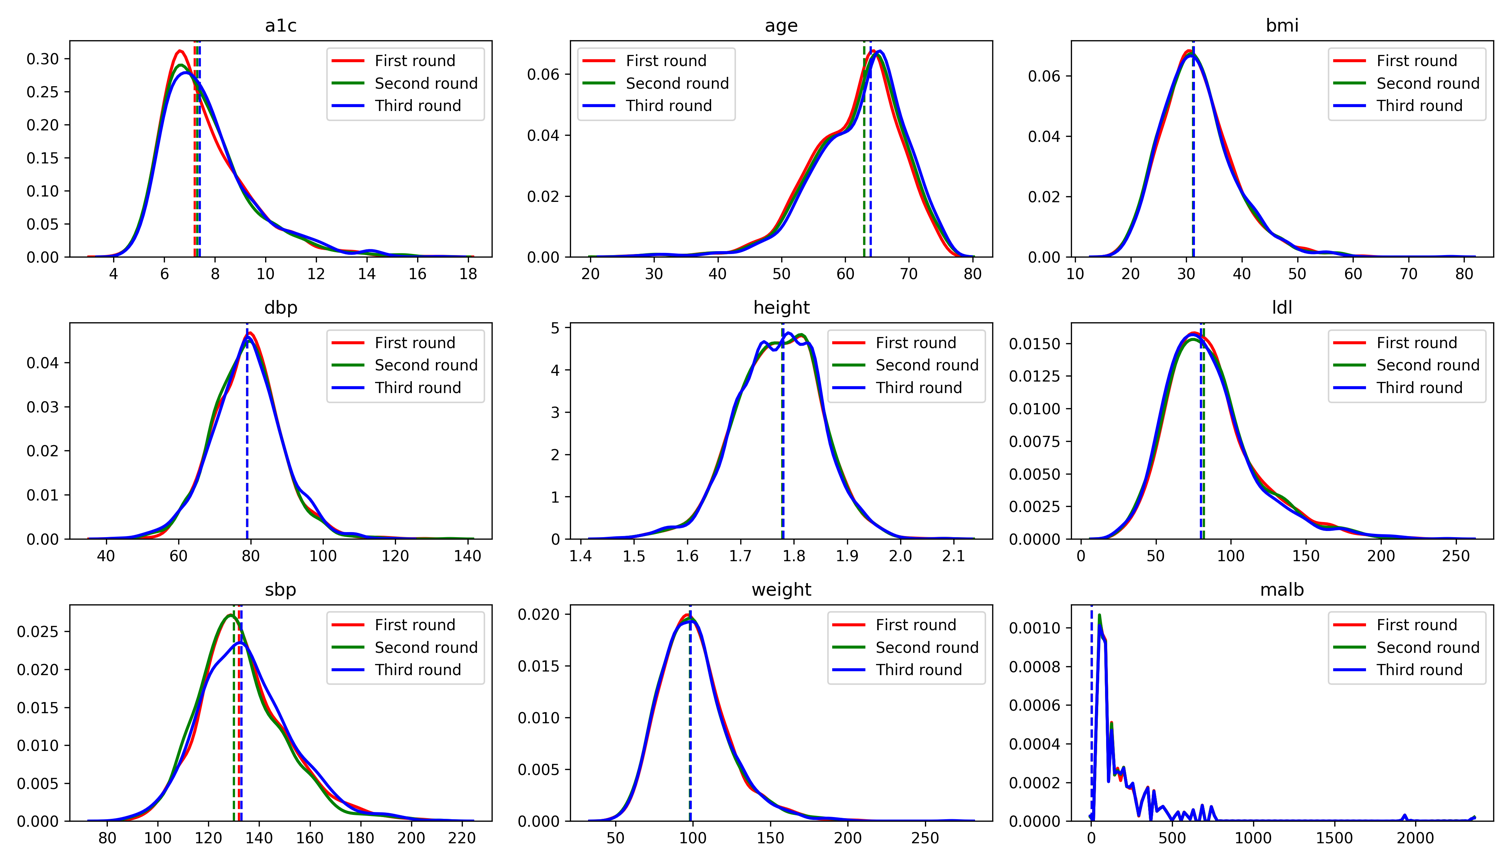 a1c
0.30
0.25
0.20
0.15
0.10
0.05
0.00
4 6 8 10 12 14 16 18
First round
Second round
Third round
age
0.06
0.04
0.02
0.00
20 30 40 50 60 70 80
First round
Second round
Third round
bmi
0.06
0.04
0.02
0.00
10 20 30 40 50 60 70 80
First round
Second round
Third round
dbp
0.04
0.03
0.02
0.01
0.00
40 60 80 100 120 140
First round
Second round
Third round
height
5
4
3
2
1
0
1.4 1.5 1.6 1.7 1.8 1.9 2.0 2.1
First round
Second round
Third round
ldl
0.0150
0.0125
0.0100
0.0075
0.0050
0.0025
0.0000
0 50 100 150 200 250
First round
Second round
Third round
sbp
0.025
0.020
0.015
0.010
0.005
0.000
80 100 120 140 160 180 200 220
First round
Second round
Third round
weight
0.020
0.015
0.010
0.005
0.000
50 100 150 200 250
First round
Second round
Third round
malb
0.0010
0.0008
0.0006
0.0004
0.0002
0.0000
0 500 1000 1500 2000
First round
Second round
Third round